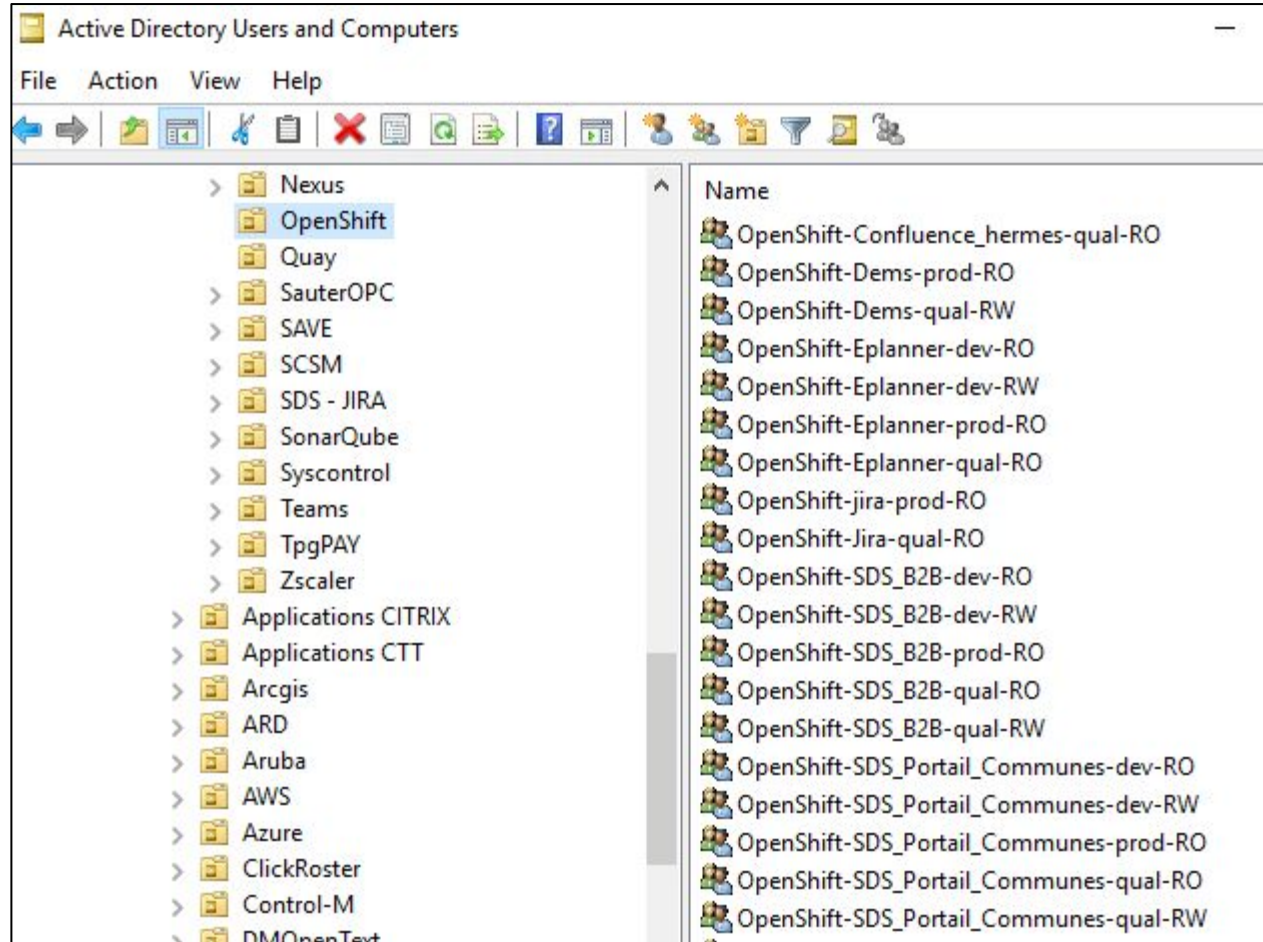 Active Directory Users and Computers
File Action View Help
Nexus
OpenShift
Quay
SauterOPC
SAVE
SCSM
SDS - JIRA
SonarQube
Syscontrol
Teams
TpgPAY
Zscaler
Applications CITRIX
Applications CTT
Arcgis
ARD
Aruba
AWS
Azure
ClickRoster
Control-M
DMOpenText
Name
OpenShift-Confluence_hermes-qual-RO
OpenShift-Dems-prod-RO
OpenShift-Dems-qual-RW
OpenShift-Eplanner-dev-RO
OpenShift-Eplanner-dev-RW
OpenShift-Eplanner-prod-RO
OpenShift-Eplanner-qual-RO
OpenShift-jira-prod-RO
OpenShift-Jira-qual-RO
OpenShift-SDS_B2B-dev-RO
OpenShift-SDS_B2B-dev-RW
OpenShift-SDS_B2B-prod-RO
OpenShift-SDS_B2B-qual-RO
OpenShift-SDS_B2B-qual-RW
OpenShift-SDS_Portail_Communes-dev-RO
OpenShift-SDS_Portail_Communes-dev-RW
OpenShift-SDS_Portail_Communes-prod-RO
OpenShift-SDS_Portail_Communes-qual-RO
OpenShift-SDS_Portail_Communes-qual-RW